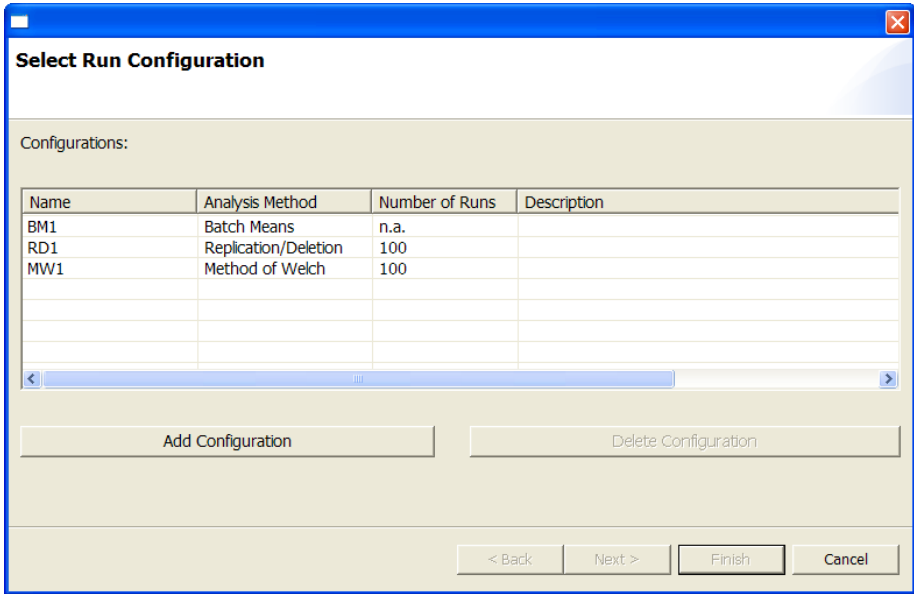 Select Run Configuration
Configurations:
Name Analysis Method Number of Runs Description
BM1 Batch Means n.a.
RD1 Replication/Deletion 100
MW1 Method of Welch 100
Add Configuration Delete Configuration
< Back Next > Finish Cancel